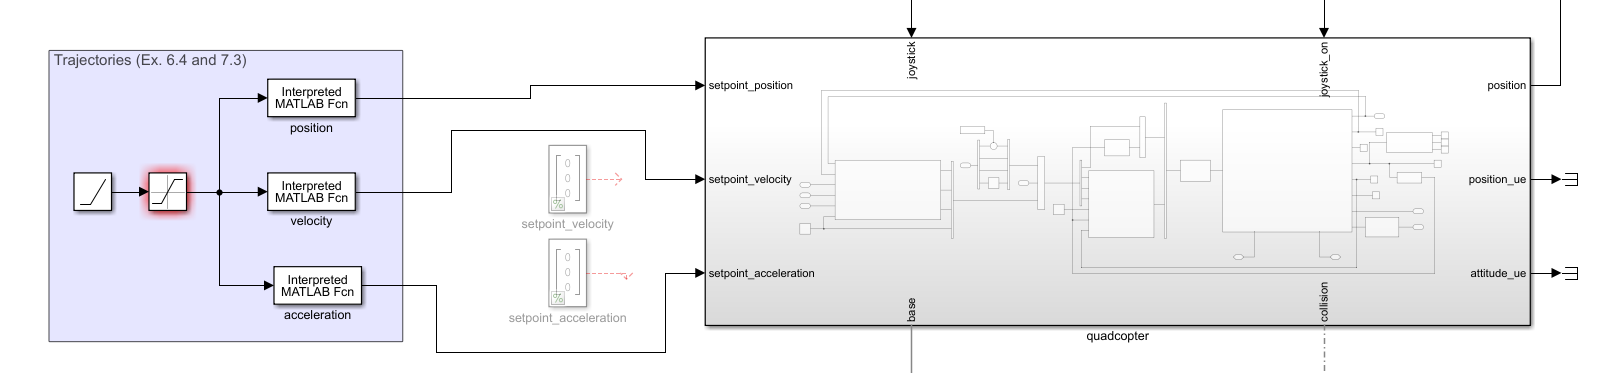 Trajectories (Ex. 6.4 and 7.3)
Interpreted
MATLAB Fcn
position
Interpreted
MATLAB Fcn
velocity
Interpreted
MATLAB Fcn
acceleration
0
0
0
%
setpoint_velocity
0
0
0
%
setpoint_acceleration
joystick
joystick_on
setpoint_position
setpoint_velocity
setpoint_acceleration
position
position_ue
attitude_ue
base
collision
quadcopter